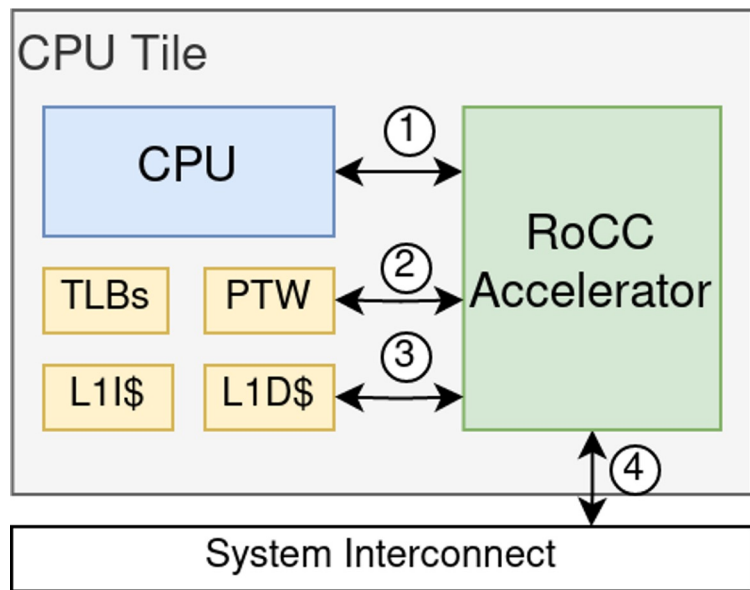 CPU Tile
CPU
1
RoCC
Accelerator
TLBs
PTW
2
L1I$
L1D$
3
4
System Interconnect